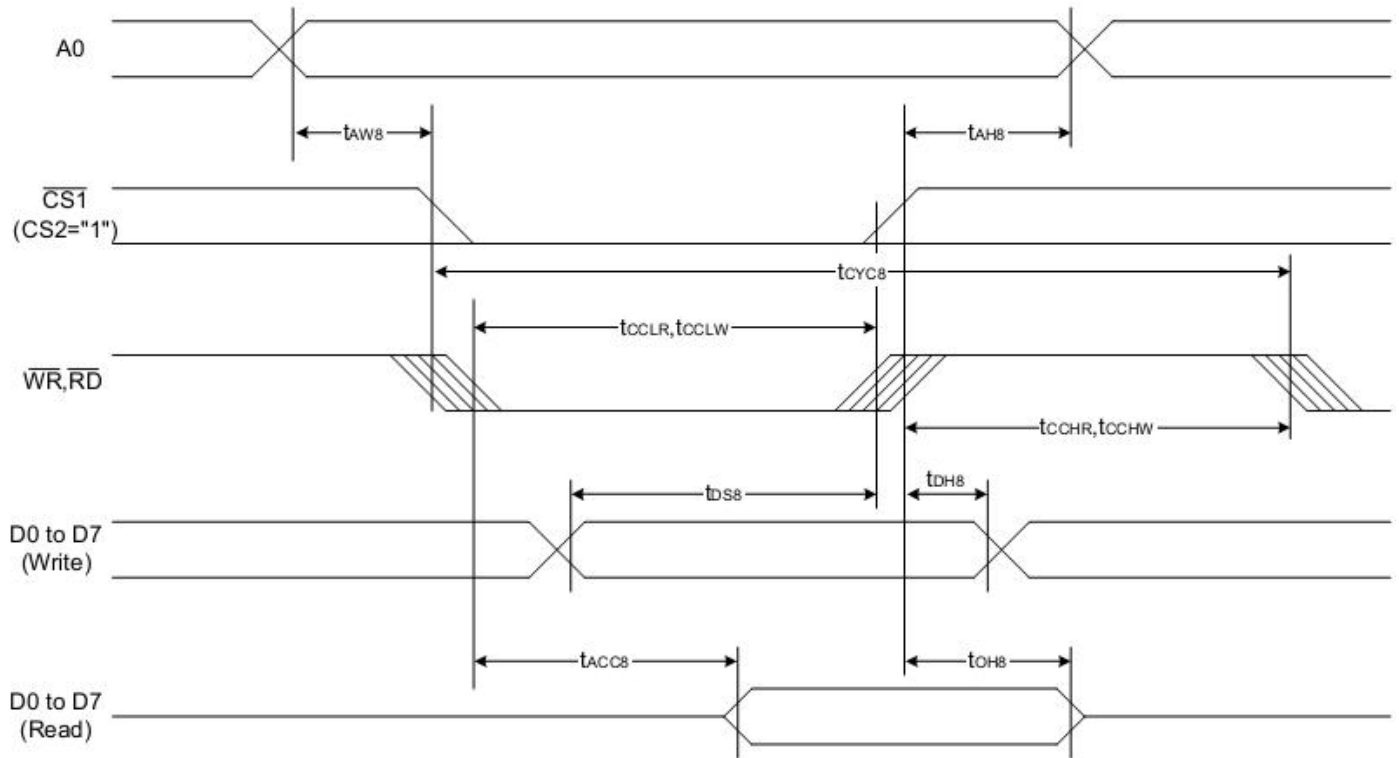 A0
tAW8
tAH8
CS1
(CS2="1")
tCYC8
tCCLR,tCCLW
WR,RD
tCCHR,tCCHW
tDS8
tDH8
D0 to D7
(Write)
tACC8
tOH8
D0 to D7
(Read)